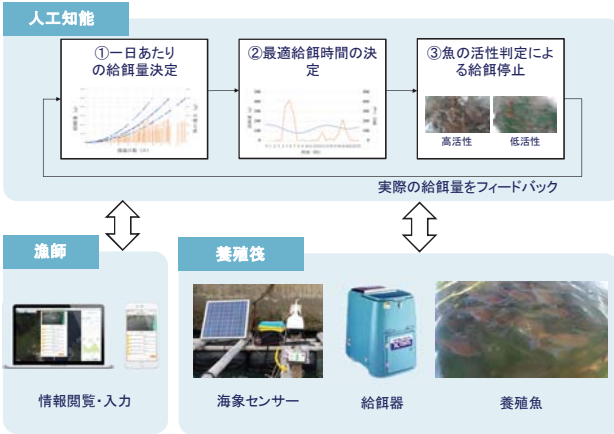 人工知能
①一日あたり
の給餌量決定
②最適給餌時間の決
定
③魚の活性判定によ
る給餌停止
高活性
低活性
実際の給餌量をフィードバック
漁師
養殖筏
情報閲覧・入力
海象センサー
給餌器
養殖魚